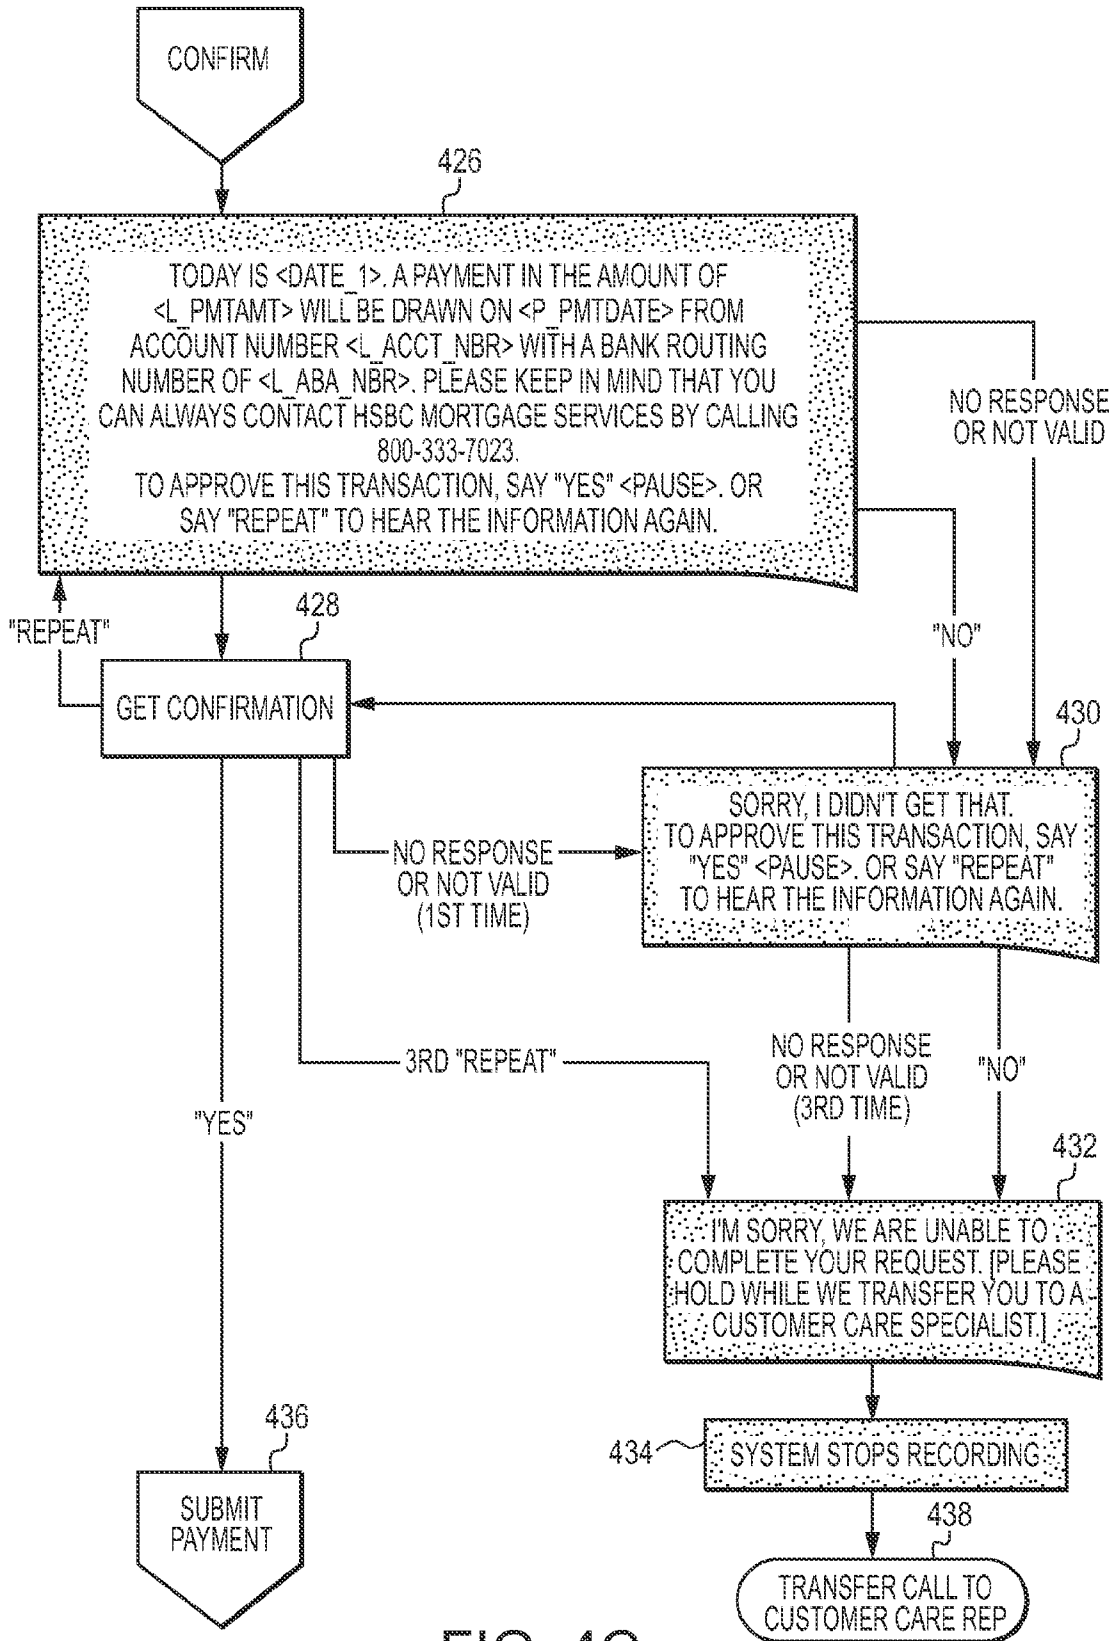 CONFIRM
426
TODAY IS <DATE_1>. A PAYMENT IN THE AMOUNT OF
<L_PMTAMT> WILL BE DRAWN ON <P_PMTDATE> FROM
ACCOUNT NUMBER <L_ACCT_NBR> WITH A BANK ROUTING
NUMBER OF <L_ABA_NBR>. PLEASE KEEP IN MIND THAT YOU
CAN ALWAYS CONTACT HSBC MORTGAGE SERVICES BY CALLING
800-333-7023.
TO APPROVE THIS TRANSACTION, SAY "YES" <PAUSE>. OR
SAY "REPEAT" TO HEAR THE INFORMATION AGAIN.
NO RESPONSE
OR NOT VALID
"REPEAT"
428
"NO"
GET CONFIRMATION
430
SORRY, I DIDN'T GET THAT.
TO APPROVE THIS TRANSACTION, SAY
"YES" <PAUSE>. OR SAY "REPEAT"
TO HEAR THE INFORMATION AGAIN.
NO RESPONSE
OR NOT VALID
(1ST TIME)
3RD "REPEAT"
NO RESPONSE
OR NOT VALID
(3RD TIME)
"NO"
"YES"
432
I'M SORRY, WE ARE UNABLE TO
COMPLETE YOUR REQUEST. [PLEASE
HOLD WHILE WE TRANSFER YOU TO A
CUSTOMER CARE SPECIALIST.]
436
434
SYSTEM STOPS RECORDING
SUBMIT
PAYMENT
438
TRANSFER CALL TO
CUSTOMER CARE REP